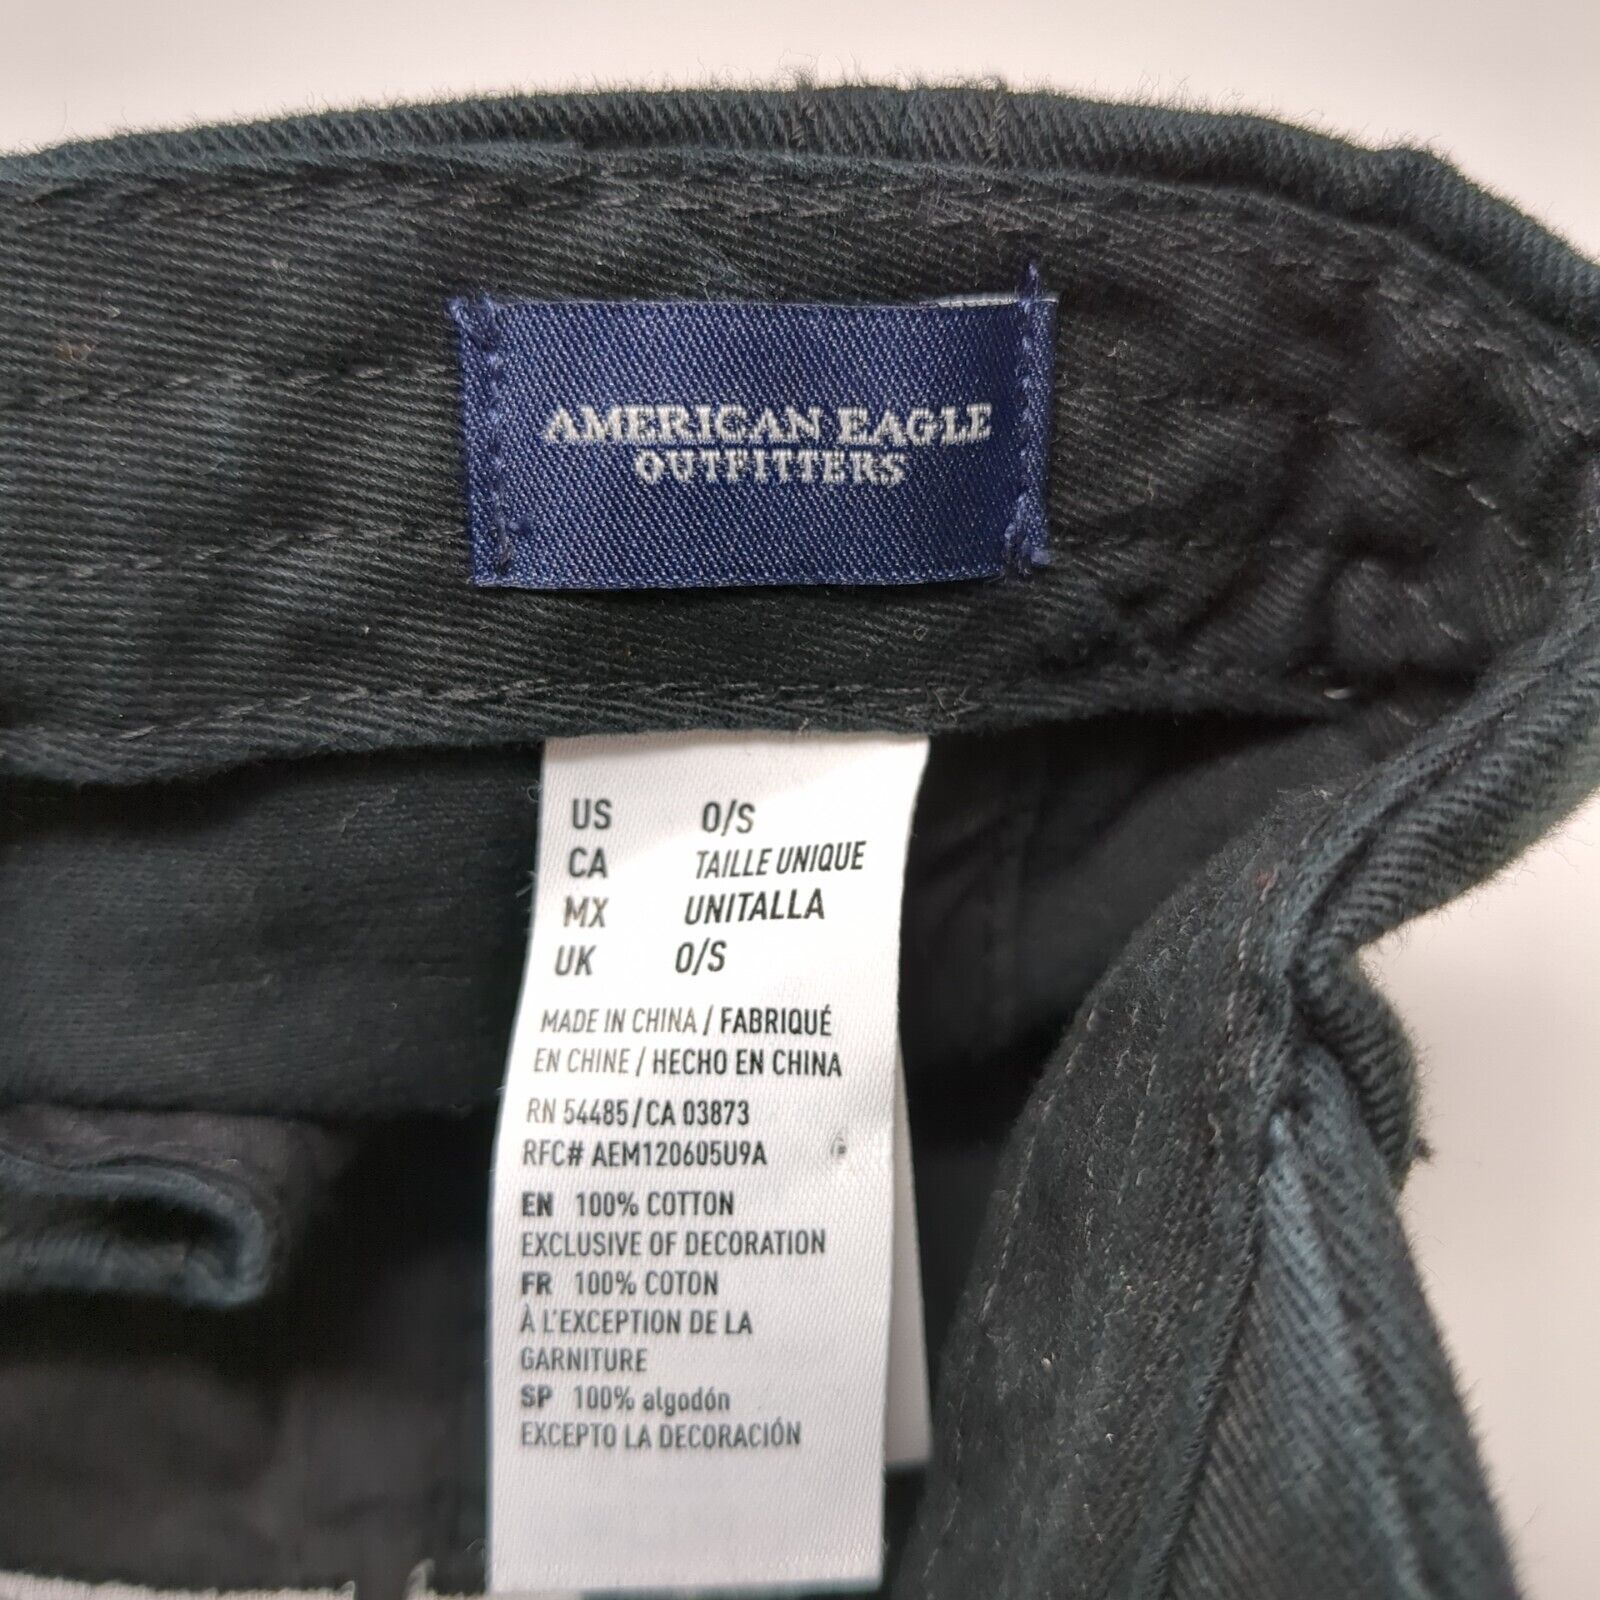 AMERICAN EAGLE
OUTFITTERS
US O/S
CA TAILLE UNIQUE
MX UNITALLA
UK O/S
MADE IN CHINA / FABRIQUÉ
EN CHINE / HECHO EN CHINA
RN 54485/CA 03873
RFC# AEM120605U9A
EN 100% COTTON
EXCLUSIVE OF DECORATION
FR 100% COTON
À L'EXCEPTION DE LA
GARNITURE
SP 100% algodón
EXCEPTO LA DECORACIÓN